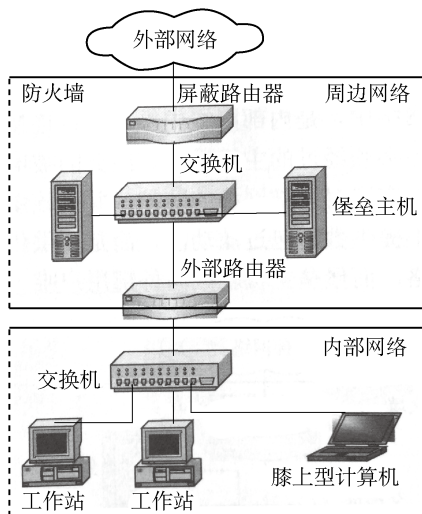 外部网络
防火墙
屏蔽路由器
周边网络
交换机
堡垒主机
外部路由器
内部网络
交换机
膝上型计算机
工作站
工作站